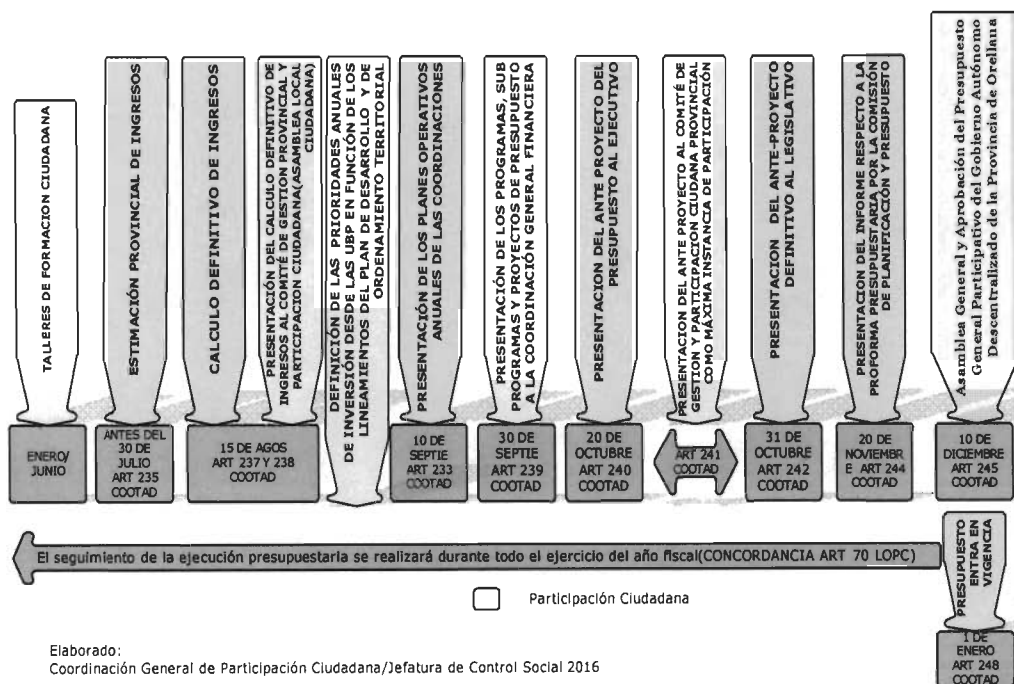 TALLERES DE FORMACION CIUDADANA
ENERO/
JUNIO
ESTIMACIÓN PROVINCIAL DE INGRESOS
ANTES DEL
30 DE
JULIO
ART 235
COOTAD
CALCULO DEFINITIVO DE INGRESOS
PRESENTACIÓN DEL CALCULO DEFINITIVO DE
INGRESOS AL COMITÉ DE GESTION PROVINCIAL Y
PARTICIPACION CIUDADANA(ASAMBLEA LOCAL
CIUDADANA)
15 DE AGOS
ART 237 Y 238
COOTAD
DEFINICIÓN DE LAS PRIORIDADES ANUALES
DE INVERSIÓN DESDE LAS UBP EN FUNCIÓN DE LOS
LINEAMIENTOS DEL PLAN DE DESARROLLO Y DE
ORDENAMIENTO TERRITORIAL
PRESENTACIÓN DE LOS PLANES OPERATIVOS
ANUALES DE LAS COORDINACIONES
10 DE
SEPTIE
ART 233
COOTAD
PRESENTACIÓN DE LOS PROGRAMAS, SUB
PROGRAMAS Y PROYECTOS DE PRESUPUESTO
A LA COORDINACIÓN GENERAL FINANCIERA
30 DE
SEPTIE
ART 239
COOTAD
PRESENTACION DEL ANTE PROYECTO DEL
PRESUPUESTO AL EJECUTIVO
20 DE
OCTUBRE
ART 240
COOTAD
PRESENTACION DEL ANTE PROYECTO AL COMITÉ DE
GESTION Y PARTICIPACIÓN CIUDADANA PROVINCIAL
COMO MÁXIMA INSTANCIA DE PARTICIPACIÓN
ART 241
COOTAD
PRESENTACION DEL ANTE-PROYECTO
DEFINITIVO AL LEGISLATIVO
31 DE
OCTUBRE
ART 242
COOTAD
PRESENTACION DEL INFORME RESPECTO A LA
PROFORMA PRESUPUESTARIA POR LA COMISIÓN
DE PLANIFICACIÓN Y PRESUPUESTO
20 DE
NOVIEMBR
E ART 244
COOTAD
Asamblea General y Aprobación del Presupuesto
General Participativo del Gobierno Autónomo
Descentralizado de la Provincia de Orellana
10 DE
DICIEMBRE
ART 245
COOTAD
El seguimiento de la ejecución presupuestaria se realizará durante todo el ejercicio del año fiscal(CONCORDANCIA ART 70 LOPC)
PRESUPUESTO
ENTRA EN
VIGENCIA
1 DE
ENERO
ART 248
COOTAD
Participación Ciudadana
Elaborado:
Coordinación General de Participación Ciudadana/Jefatura de Control Social 2016